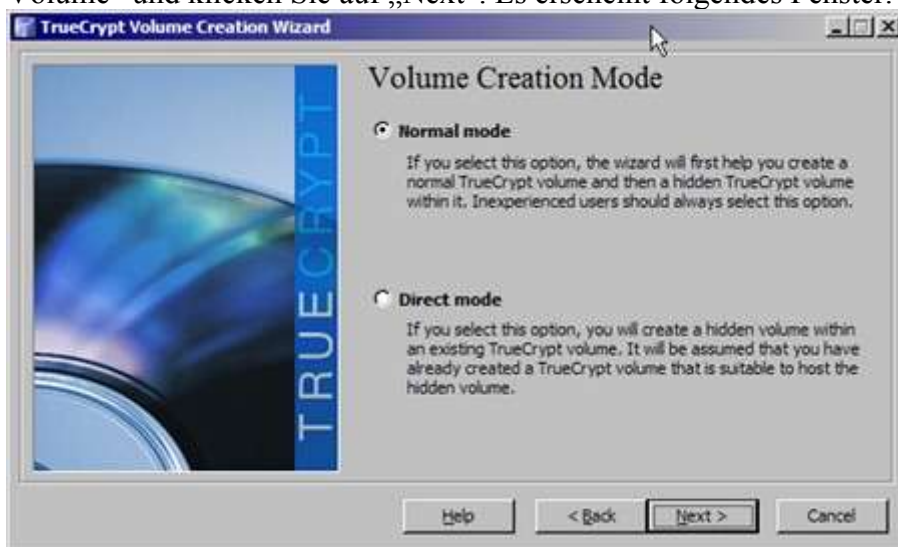 Volume“ und klicken Sie auf „Next“. Es erscheint folgendes Fenster:
TrueCrypt Volume Creation Wizard
TRUECRYPT
Volume Creation Mode
Normal mode
If you select this option, the wizard will first help you create a
normal TrueCrypt volume and then a hidden TrueCrypt volume
within it. Inexperienced users should always select this option.
Direct mode
If you select this option, you will create a hidden volume within
an existing TrueCrypt volume. It will be assumed that you have
already created a TrueCrypt volume that is suitable to host the
hidden volume.
Help
< Back
Next >
Cancel